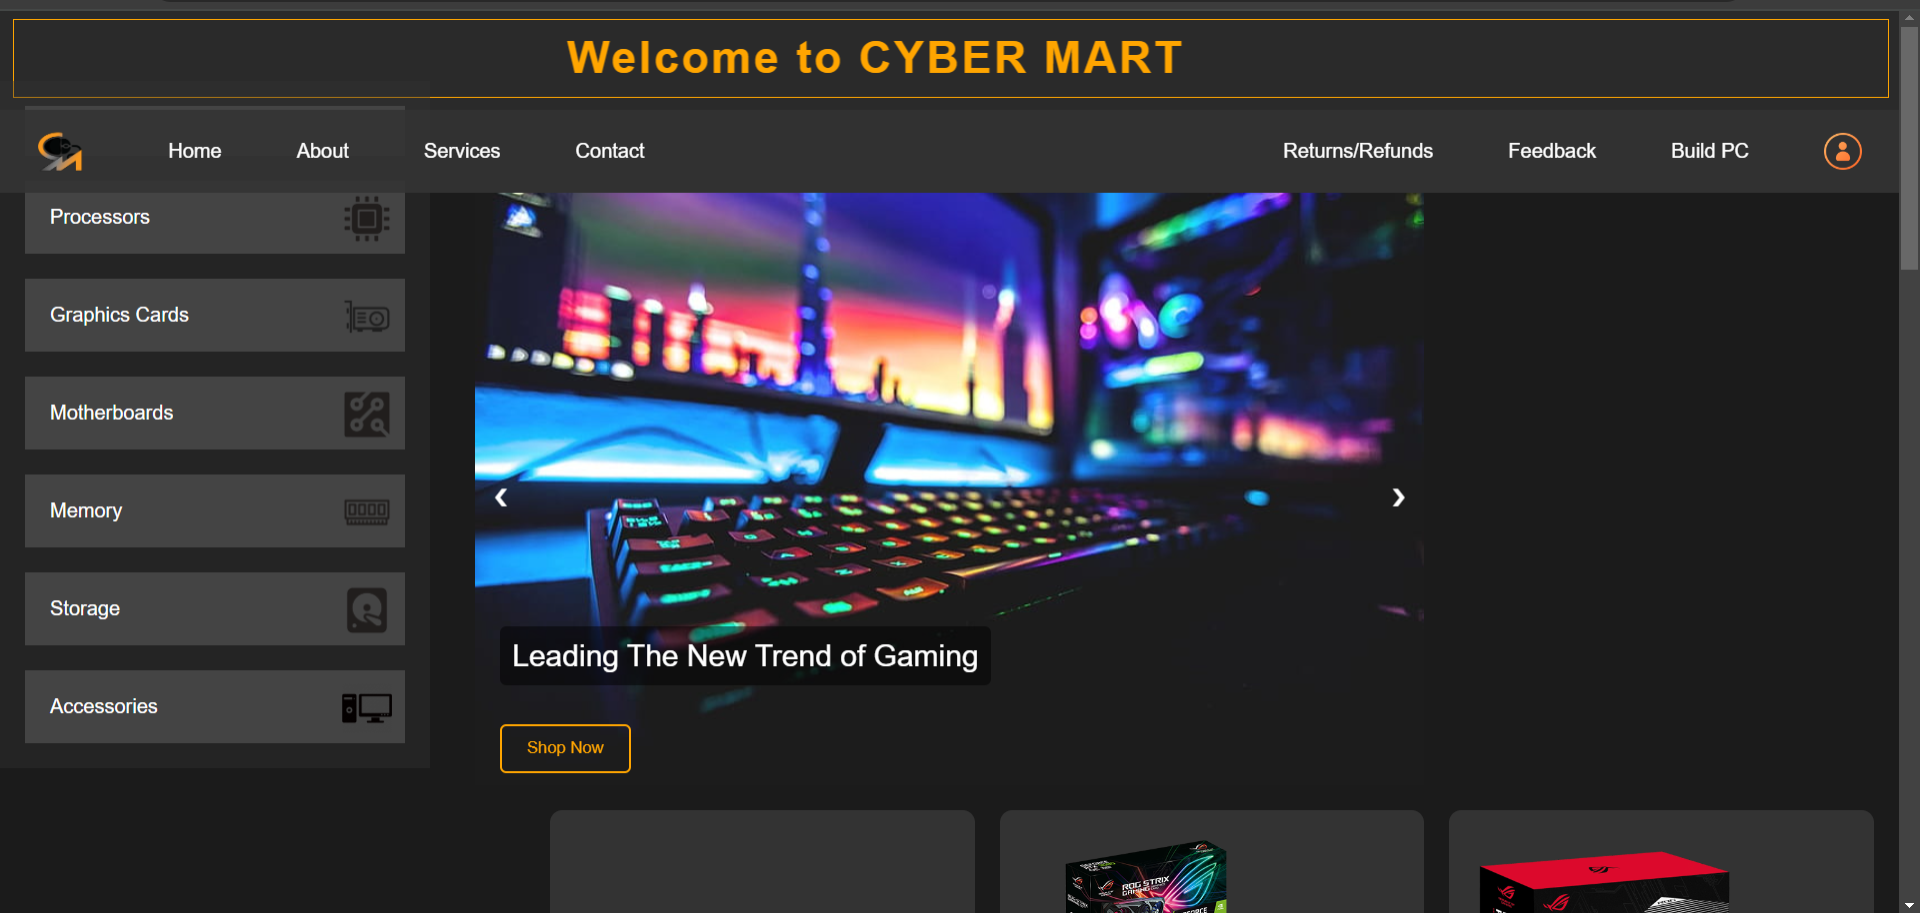 Welcome to CYBER MART
Home
About
Services
Contact
Returns/Refunds
Feedback
Build PC
Processors
Graphics Cards
Motherboards
Memory
Storage
Accessories
Leading The New Trend of Gaming
Shop Now
ROG STRIX
GAMING